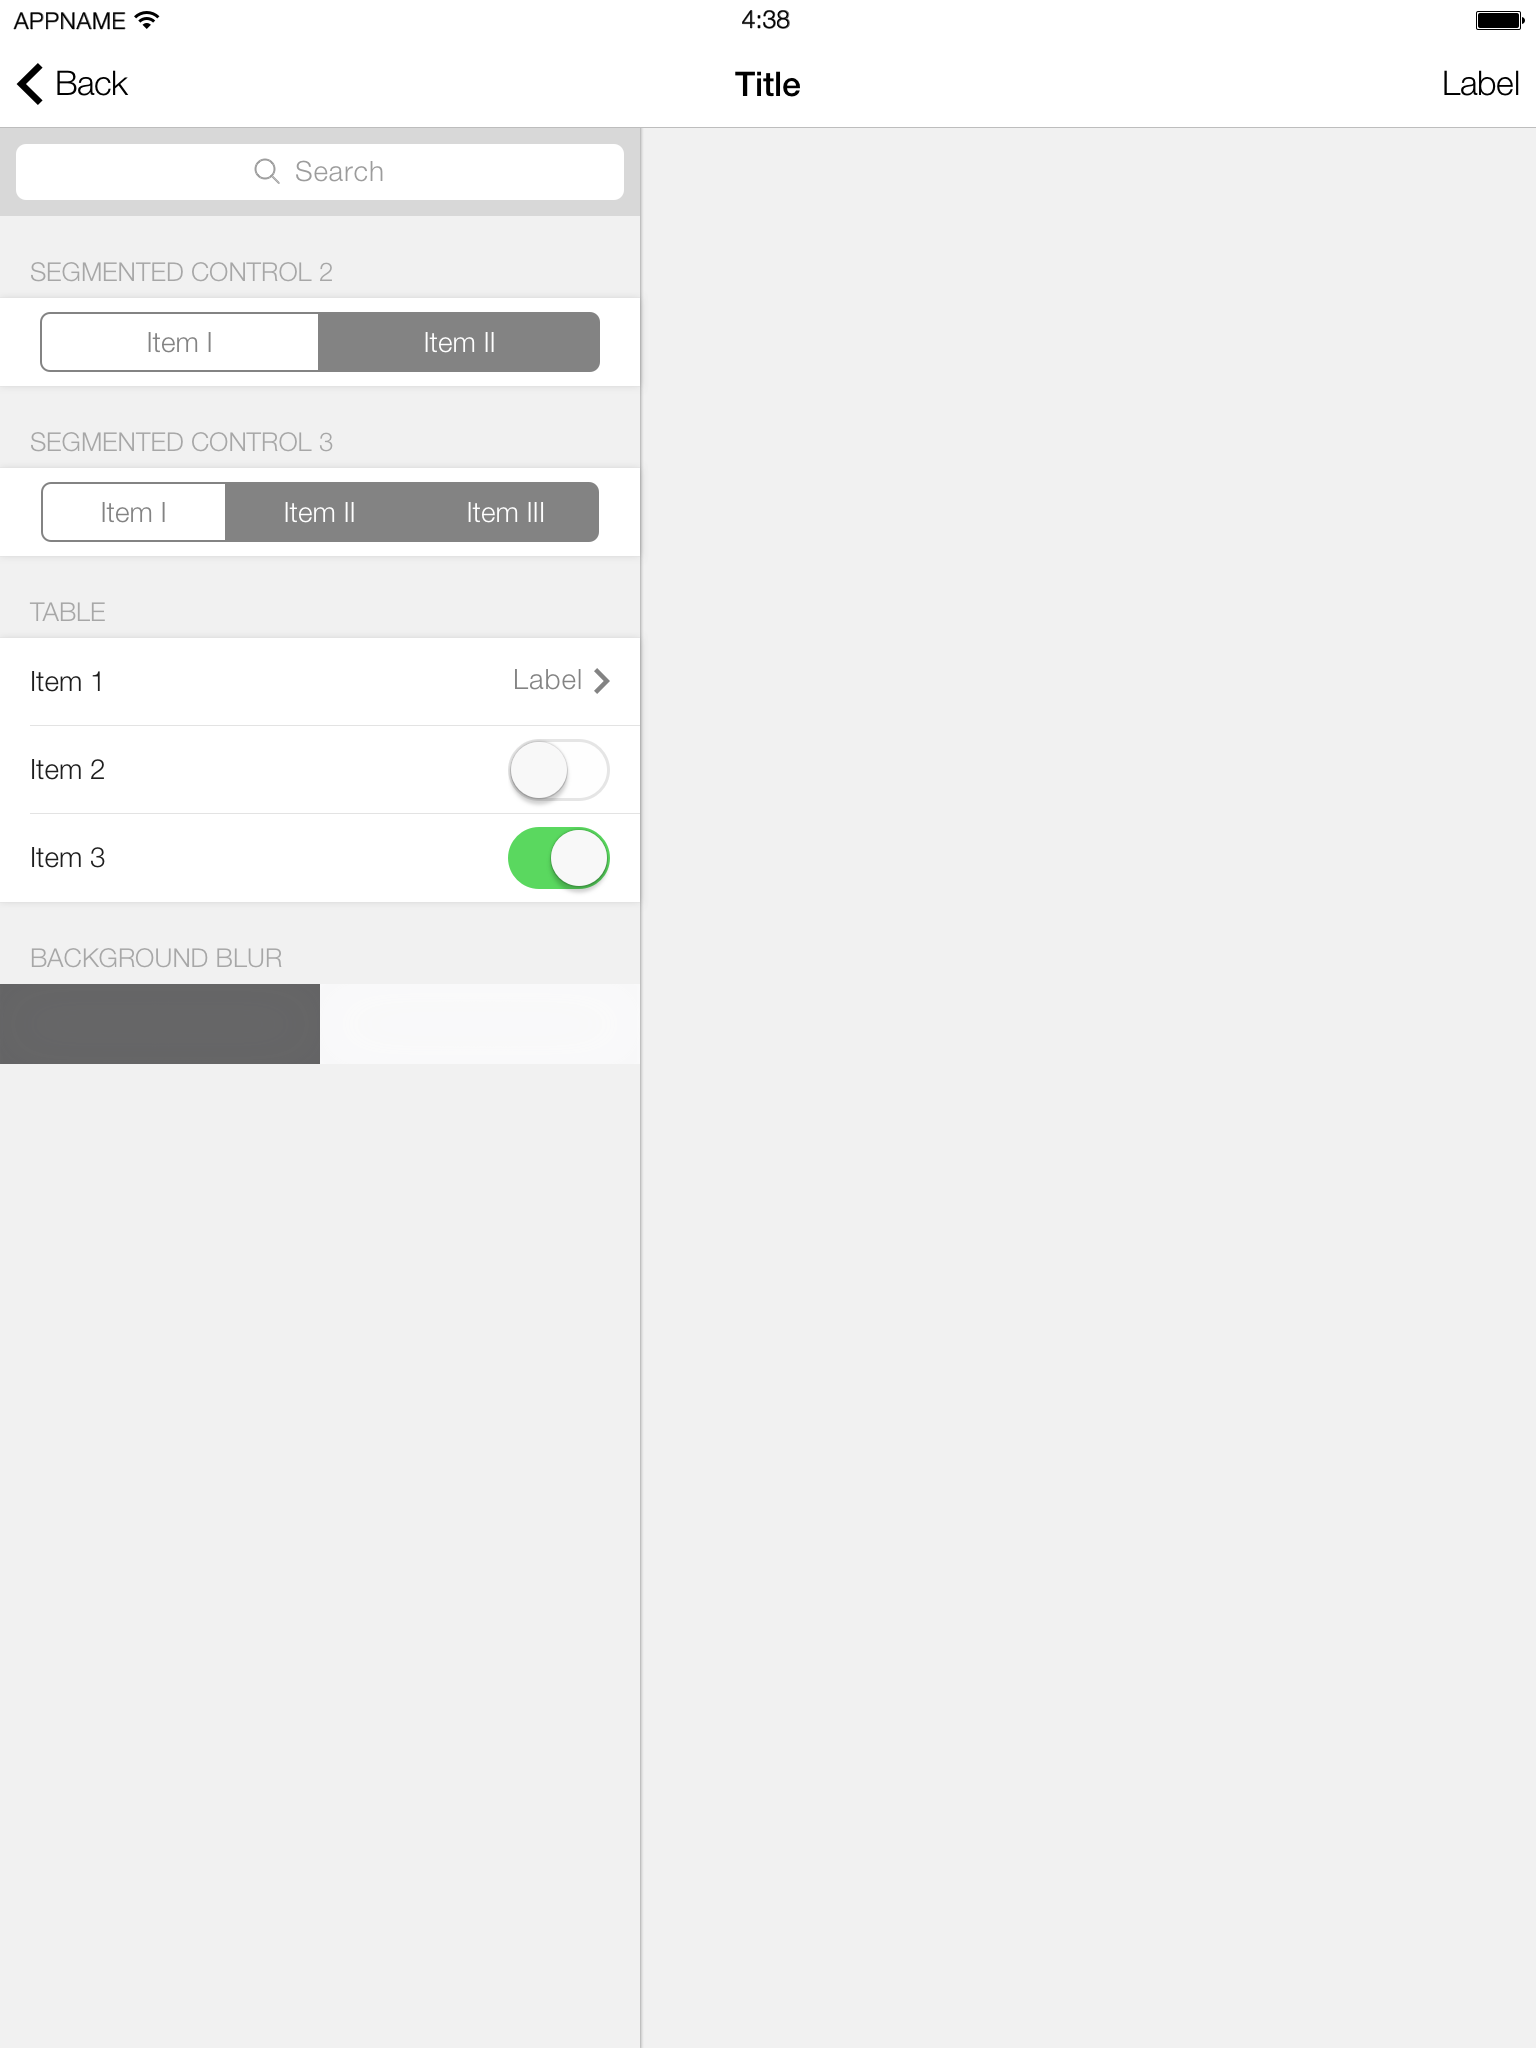 APPNAME 4:38
Back Title Label
Search
SEGMENTED CONTROL 2
Item I Item II
SEGMENTED CONTROL 3
Item I Item II Item III
TABLE
Item 1 Label
Item 2
Item 3
BACKGROUND BLUR